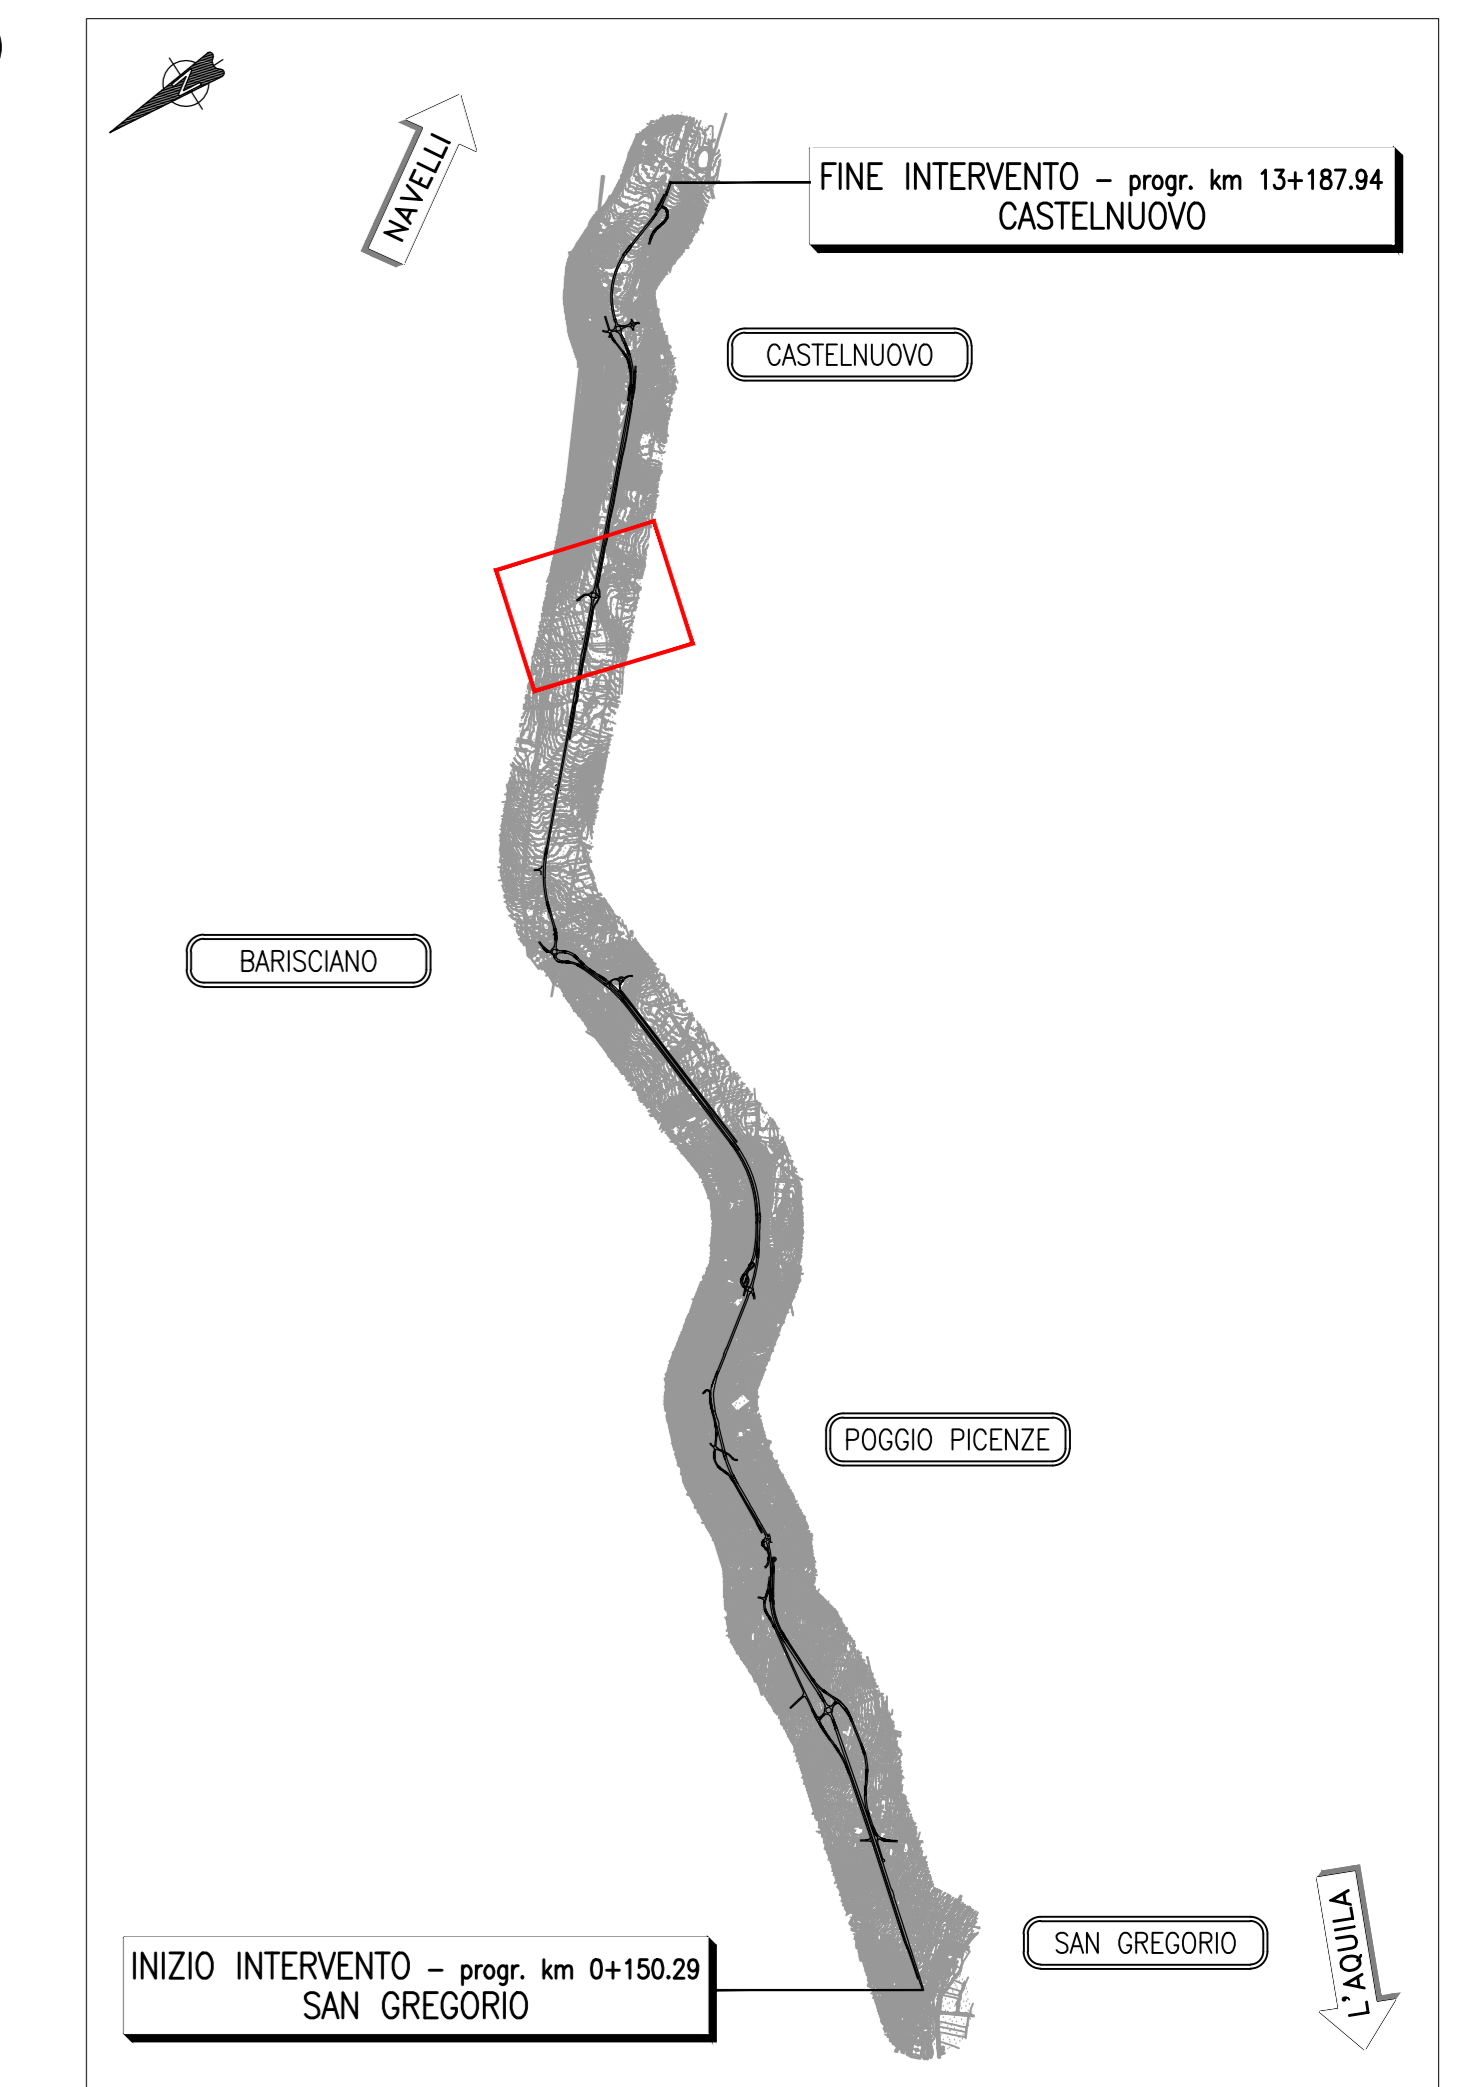 NAVELLI
FINE INTERVENTO – progr. km 13+187.94
CASTELNUOVO
CASTELNUOVO
BARISCIANO
POGGIO PICENZE
SAN GREGORIO
L'AQUILA
INIZIO INTERVENTO – progr. km 0+150.29
SAN GREGORIO